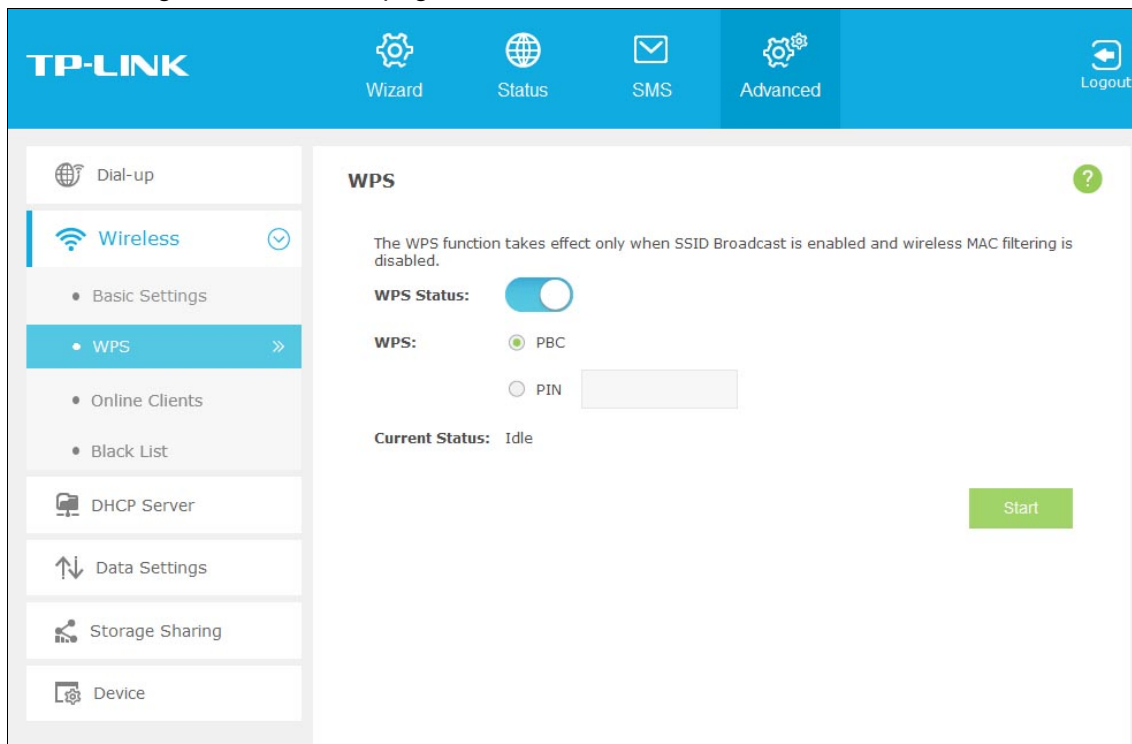 TP-LINK
Wizard
Status
SMS
Advanced
Logout
Dial-up
Wireless
Basic Settings
WPS
Online Clients
Black List
DHCP Server
Data Settings
Storage Sharing
Device
WPS
?
The WPS function takes effect only when SSID Broadcast is enabled and wireless MAC filtering is
disabled.
WPS Status:
WPS: PBC
PIN
Current Status: Idle
Start